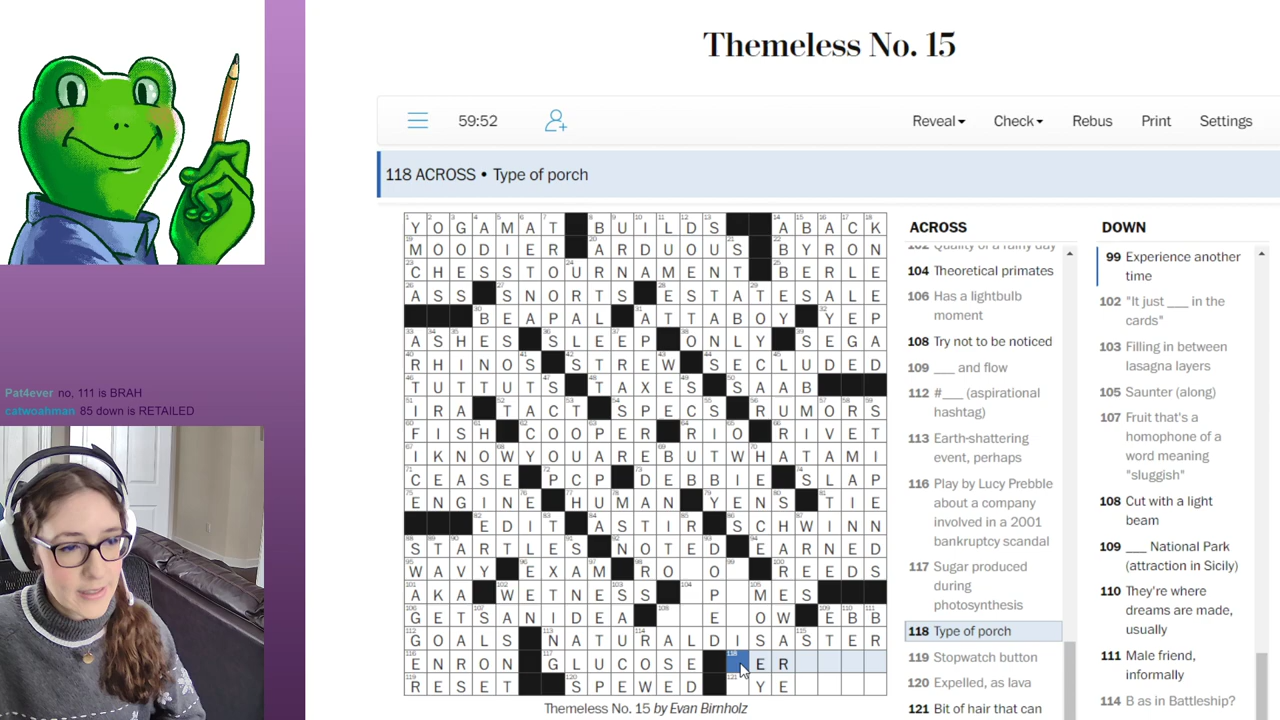 Themeless No. 15
59:52
Reveal
Check
Rebus
Print
Settings
118 ACROSS • Type of porch
Y O G A M A T B U I L D S A B A C K
M O O D I E R A R D U O U S B Y R O N
C H E S S T O U R N A M E N T B E R L E
A S S S N O R T S E S T A T E S A L E
B E A P A L A T T A B O Y Y E P
A S H E S S L E E P O N L Y S E G A
R H I N O S S T R E W S E C L U D E D
T U T T U T S T A X E S S A A B
I R A T A C T S P E C S R U M O R S
F I S H C O O P E R R I O R I V E T
I K N O W Y O U A R E B U T W H A T A M I
C E A S E P C P D E B B I E S L A P
E N G I N E H U M A N Y E N S T I E
E D I T A S T I R S C H W I N N
S T A R T L E S N O T E D E A R N E D
W A V Y E X A M R O O R E E D S
A K A W E T N E S S P M E S
G E T S A N I D E A E O W E B B
G O A L S N A T U R A L D I S A S T E R
E N R O N G L U C O S E E R
R E S E T S P E W E D Y E
Themeless No. 15 by Evan Birnholz
ACROSS
102 Quality of a rainy day
104 Theoretical primates
106 Has a lightbulb
moment
108 Try not to be noticed
109 ___ and flow
112 #___ (aspirational
hashtag)
113 Earth-shattering
event, perhaps
116 Play by Lucy Prebble
about a company
involved in a 2001
bankruptcy scandal
117 Sugar produced
during
photosynthesis
118 Type of porch
119 Stopwatch button
120 Expelled, as lava
121 Bit of hair that can
DOWN
99 Experience another
time
102 "It just ___ in the
cards"
103 Filling in between
lasagna layers
105 Saunter (along)
107 Fruit that's a
homophone of a
word meaning
"sluggish"
108 Cut with a light
beam
109 ___ National Park
(attraction in Sicily)
110 They're where
dreams are made,
usually
111 Male friend,
informally
114 B as in Battleship?
Pat4ever no, 111 is BRAH
catwoahman 85 down is RETAILED